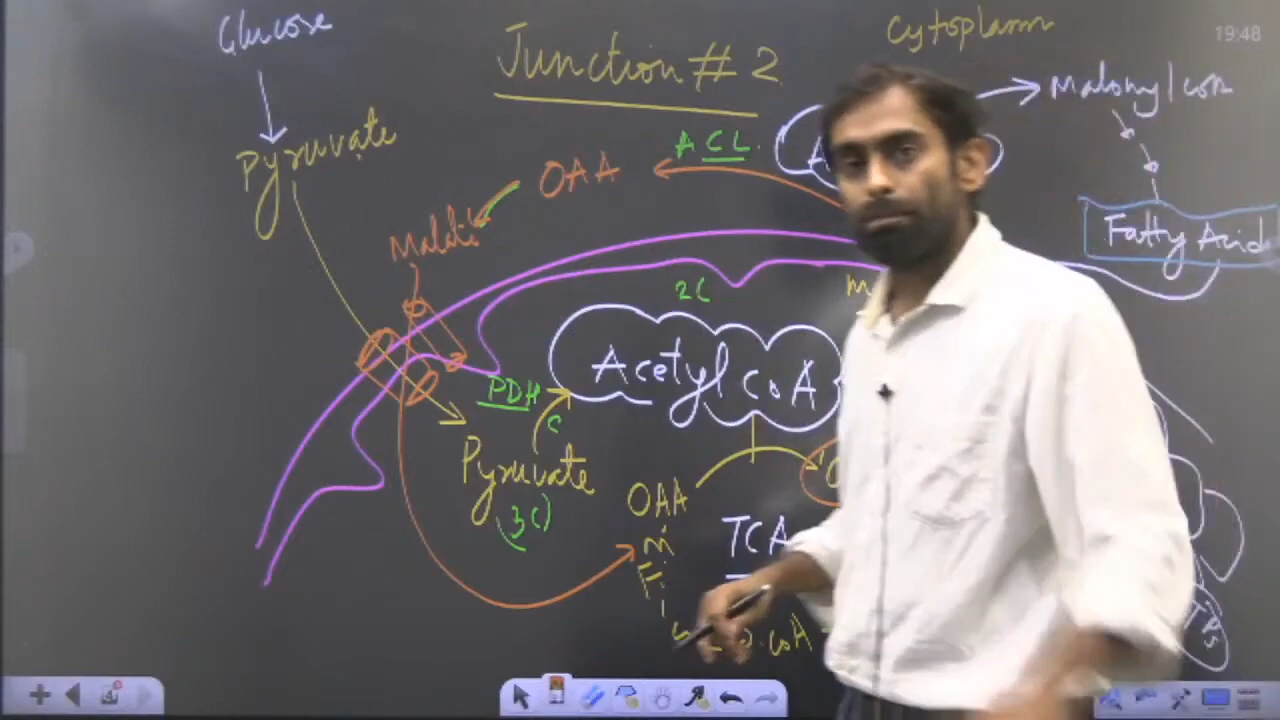 Glucose
Junction # 2
Cytoplasm
19:48
Pyruvate
ACL.
A
Malonyl coA
OAA
Malate
Fatty Acid
2C
m
Acetyl coA
PDH
Pyruvate
(3C)
OAA
TCA
m
F
S
coA